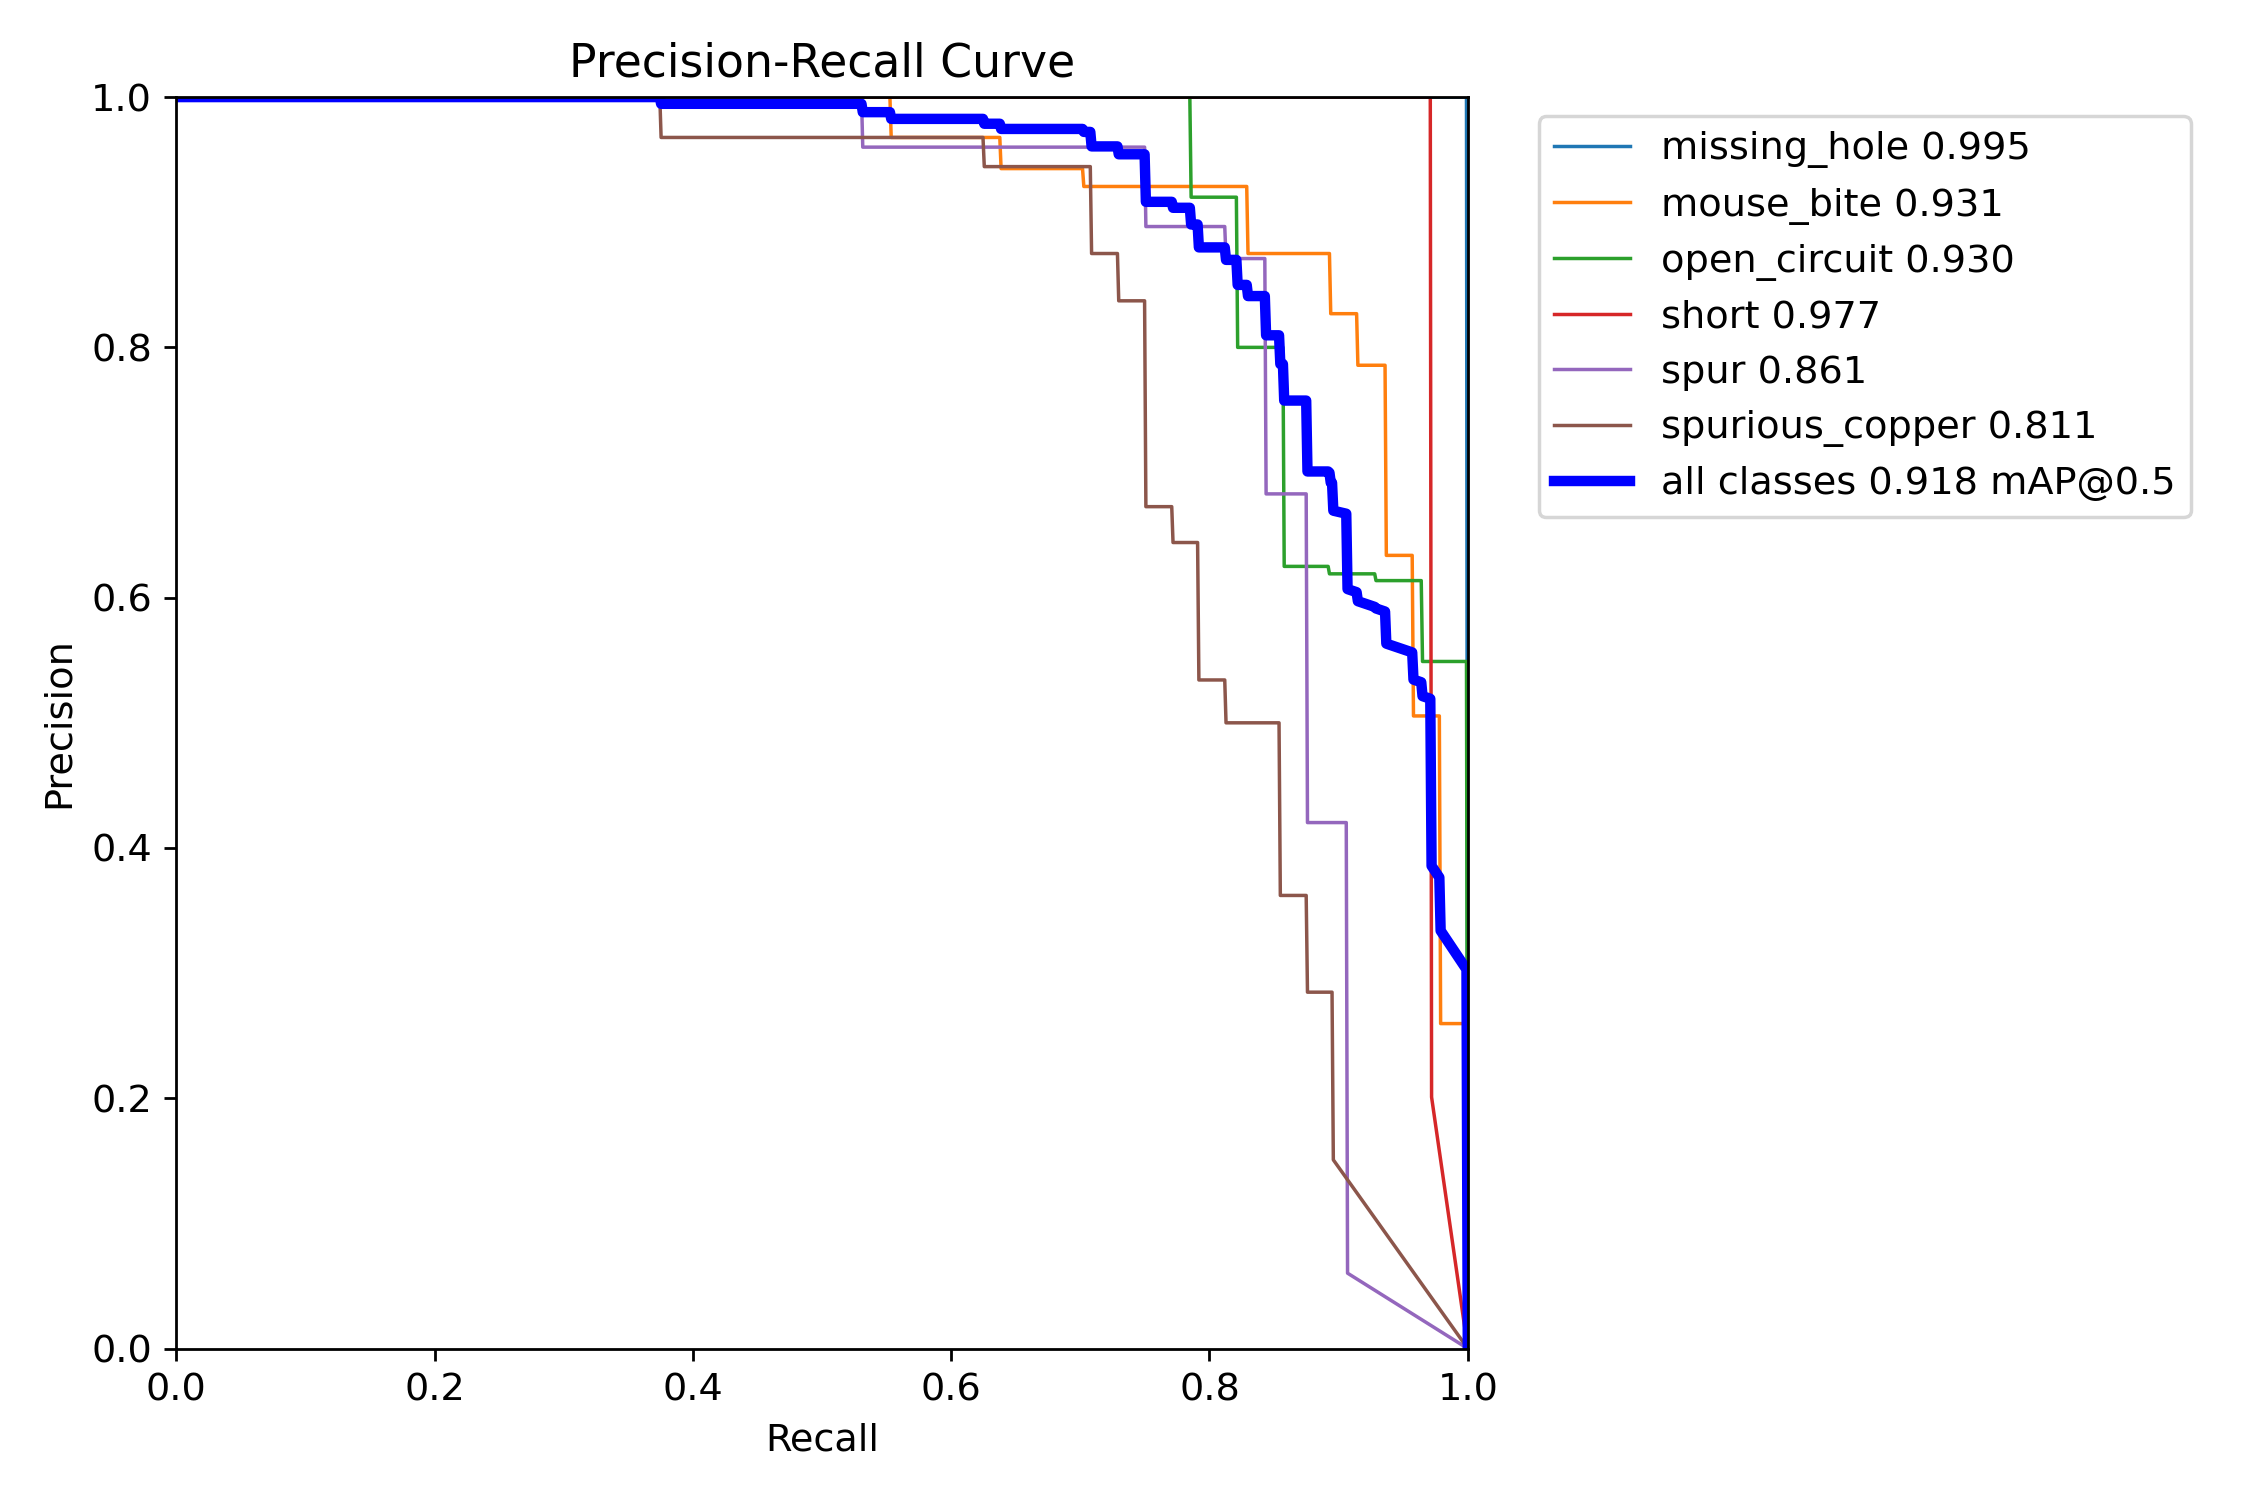 Precision-Recall Curve
1.0
0.8
0.6
0.4
0.2
0.0
Precision
0.0 0.2 0.4 0.6 0.8 1.0
Recall
missing_hole 0.995
mouse_bite 0.931
open_circuit 0.930
short 0.977
spur 0.861
spurious_copper 0.811
all classes 0.918 mAP@0.5